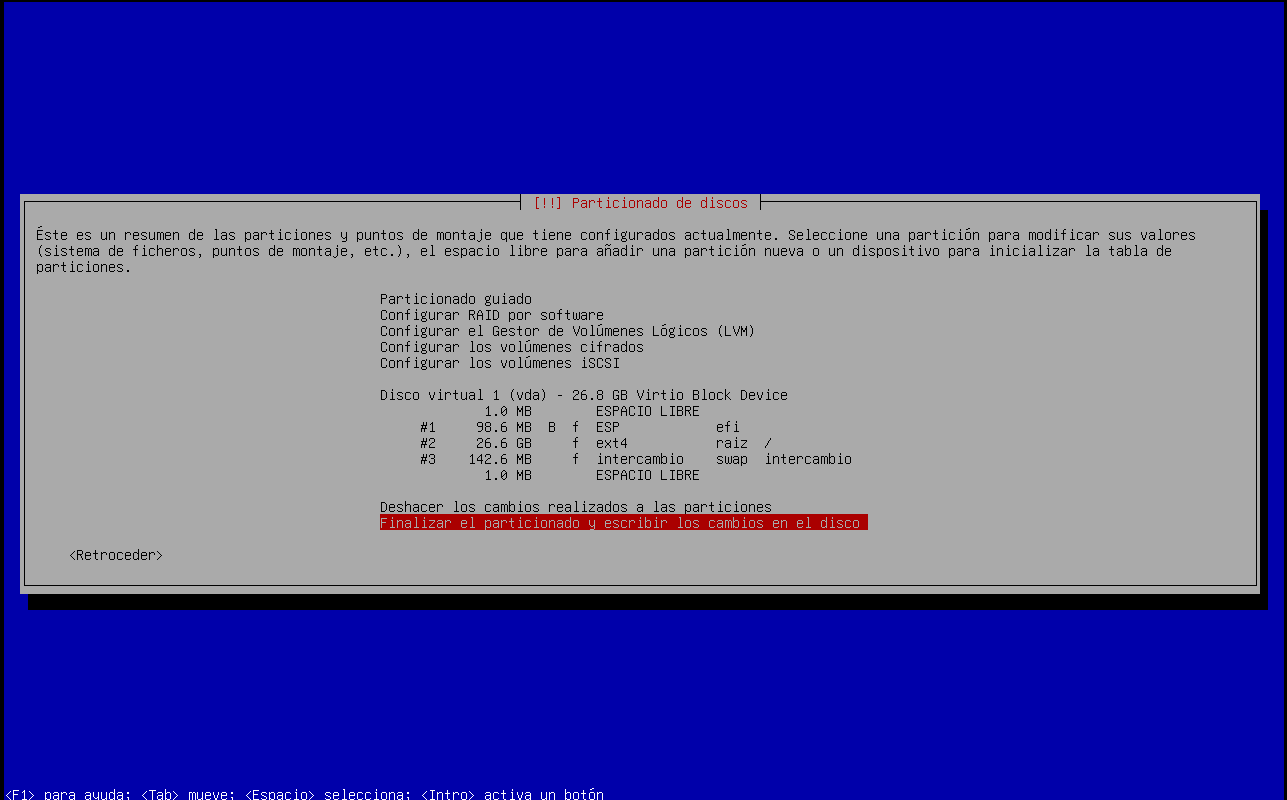 [!!] Particionado de discos
Éste es un resumen de las particiones y puntos de montaje que tiene configurados actualmente. Seleccione una partición para modificar sus valores
(sistema de ficheros, puntos de montaje, etc.), el espacio libre para añadir una partición nueva o un dispositivo para inicializar la tabla de
particiones.
Particionado guiado
Configurar RAID por software
Configurar el Gestor de Volúmenes Lógicos (LVM)
Configurar los volúmenes cifrados
Configurar los volúmenes iSCSI
Disco virtual 1 (vda) - 26.8 GB Virtio Block Device
1.0 MB ESPACIO LIBRE
#1 98.6 MB B f ESP efi
#2 26.6 GB f ext4 raiz /
#3 142.6 MB f intercambio swap intercambio
1.0 MB ESPACIO LIBRE
Deshacer los cambios realizados a las particiones
Finalizar el particionado y escribir los cambios en el disco
<Retroceder>
<F1> para ayuda; <Tab> mueve; <Espacio> selecciona; <Intro> activa un botón